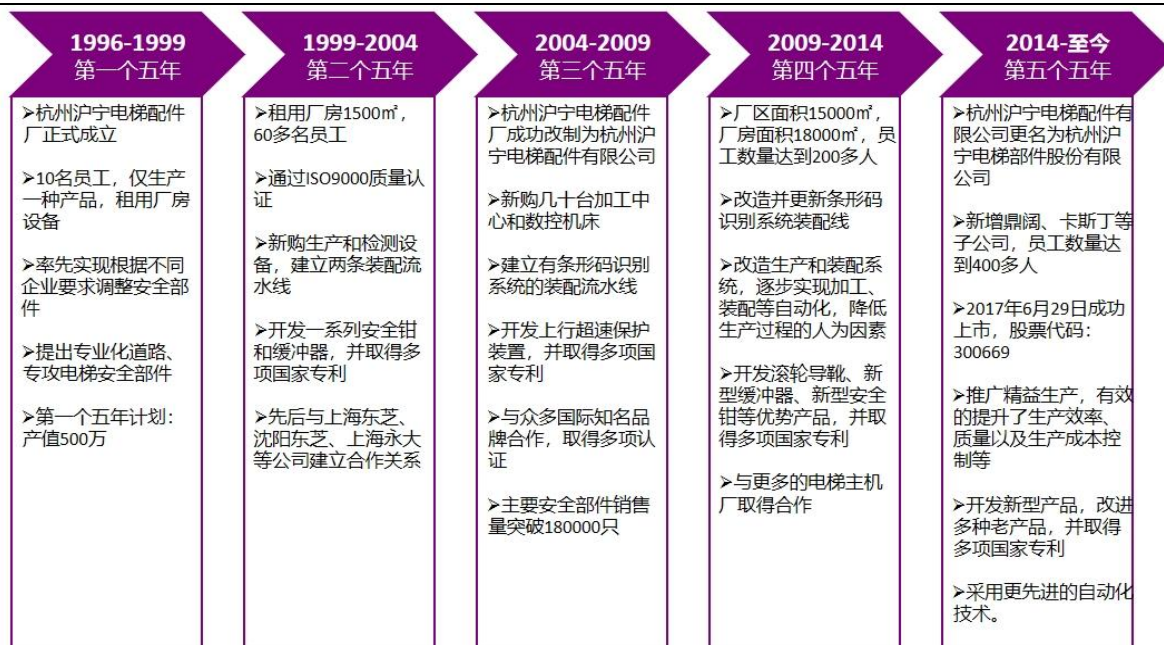 1996-1999
第一个五年
➢杭州沪宁电梯配件
厂正式成立
➢10名员工，仅生产
一种产品，租用厂房
设备
➢率先实现根据不同
企业要求调整安全部
件
➢提出专业化道路、
专攻电梯安全部件
➢第一个五年计划：
产值500万
1999-2004
第二个五年
➢租用厂房1500㎡，
60多名员工
➢通过ISO9000质量认
证
➢新购生产和检测设
备，建立两条装配流
水线
➢开发一系列安全钳
和缓冲器，并取得多
项国家专利
➢先后与上海东芝、
沈阳东芝、上海永大
等公司建立合作关系
2004-2009
第三个五年
➢杭州沪宁电梯配件
厂成功改制为杭州沪
宁电梯配件有限公司
➢新购几十台加工中
心和数控机床
➢建立有条形码识别
系统的装配流水线
➢开发上行超速保护
装置，并取得多项国
家专利
➢与众多国际知名品
牌合作，取得多项认
证
➢主要安全部件销售
量突破180000只
2009-2014
第四个五年
➢厂区面积15000㎡，
厂房面积18000㎡，员
工数量达到200多人
➢改造并更新条形码
识别系统装配线
➢改造生产和装配系
统，逐步实现加工、
装配等自动化，降低
生产过程的人为因素
➢开发滚轮导靴、新
型缓冲器、新型安全
钳等优势产品，并取
得多项国家专利
➢与更多的电梯主机
厂取得合作
2014-至今
第五个五年
➢杭州沪宁电梯配件有
限公司更名为杭州沪
宁电梯部件股份有限
公司
➢新增鼎阔、卡斯丁等
子公司，员工数量达
到400多人
➢2017年6月29日成功
上市，股票代码：
300669
➢推广精益生产，有效
的提升了生产效率、
质量以及生产成本控
制等
➢开发新型产品，改进
多种老产品，并取得
多项国家专利
➢采用更先进的自动化
技术。